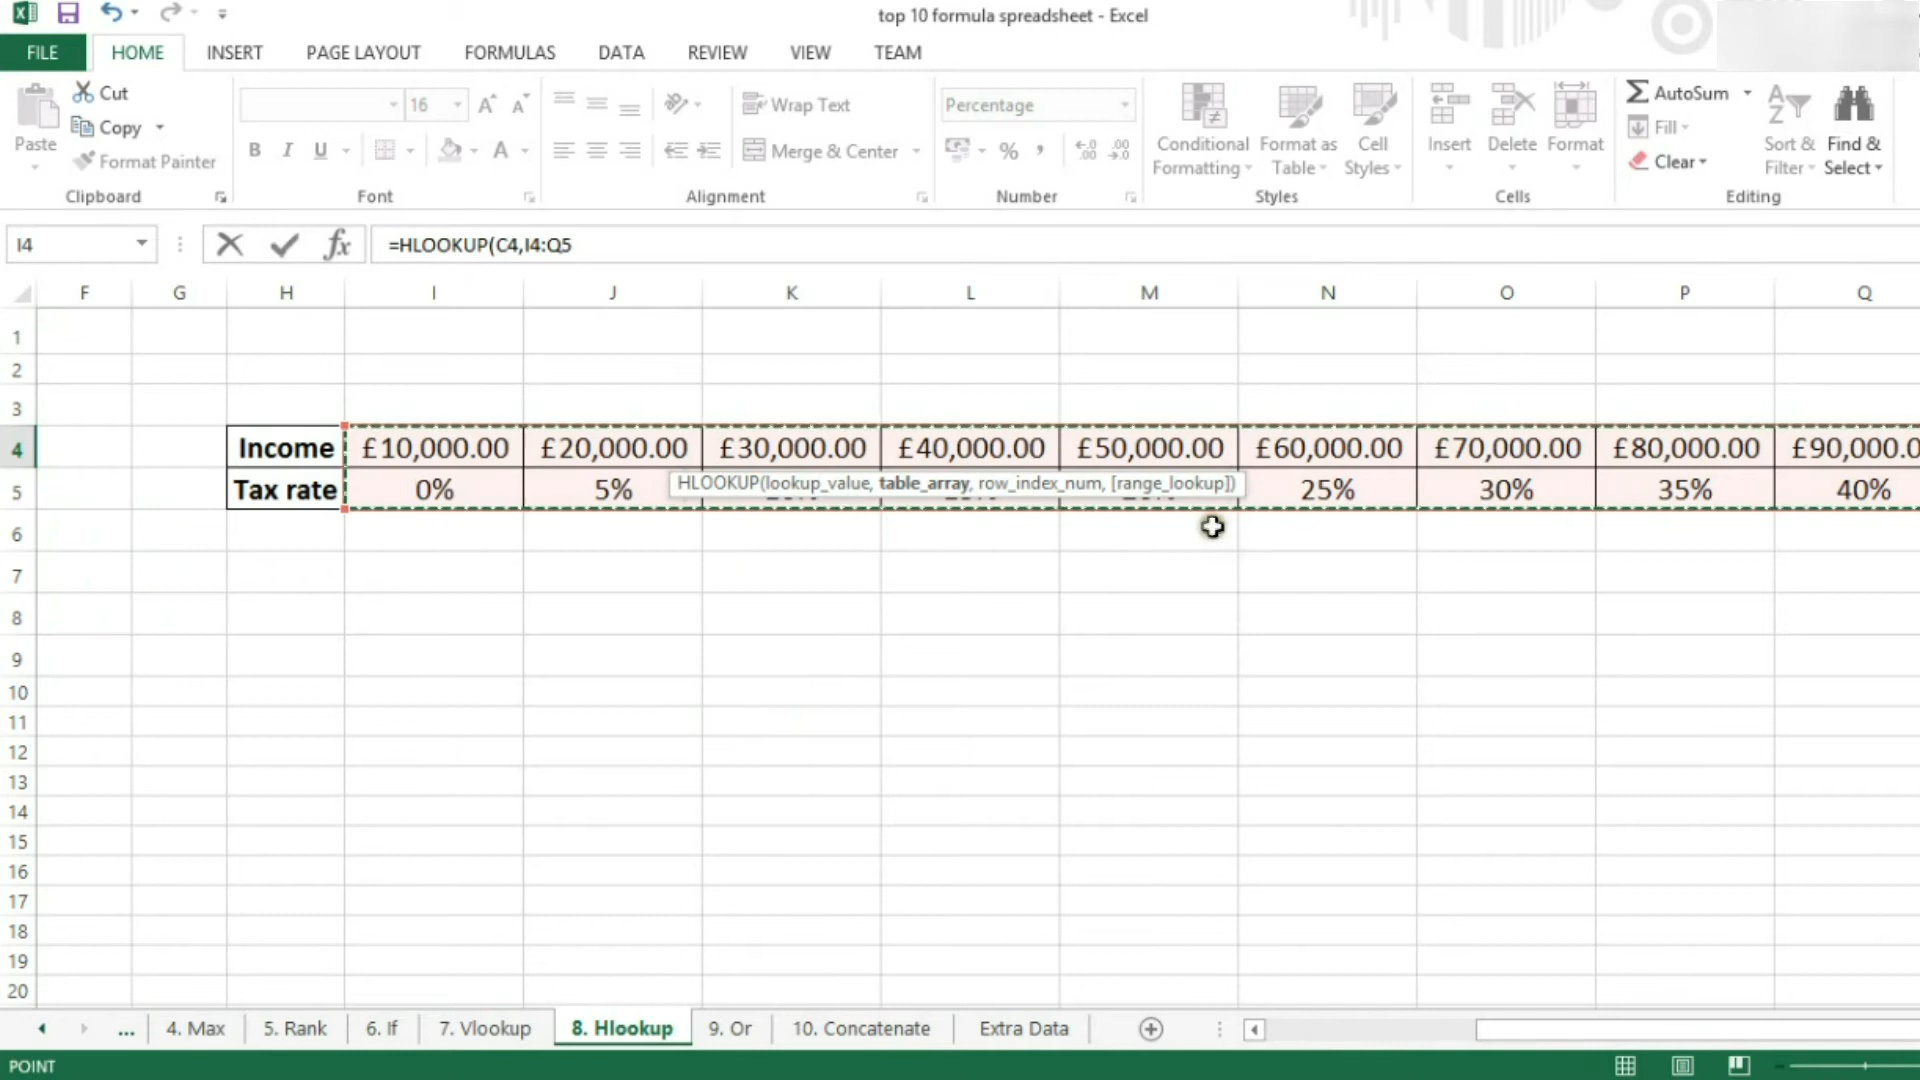 top 10 formula spreadsheet - Excel
FILE HOME INSERT PAGE LAYOUT FORMULAS DATA REVIEW VIEW TEAM
Paste
Cut
Copy
Format Painter
Clipboard
16
B I U
Font
Wrap Text
Merge & Center
Alignment
Percentage
%
Number
Conditional Formatting
Format as Table
Cell Styles
Styles
Insert Delete Format
Cells
AutoSum
Fill
Clear
Sort & Filter
Find & Select
Editing
I4 fx =HLOOKUP(C4,I4:Q5
F G H I J K L M N O P Q
1
2
3
4 Income £10,000.00 £20,000.00 £30,000.00 £40,000.00 £50,000.00 £60,000.00 £70,000.00 £80,000.00 £90,000.0
HLOOKUP(lookup_value, table_array, row_index_num, [range_lookup])
5 Tax rate 0% 5% 25% 30% 35% 40%
6
7
8
9
10
11
12
13
14
15
16
17
18
19
20
... 4. Max 5. Rank 6. If 7. Vlookup 8. Hlookup 9. Or 10. Concatenate Extra Data
POINT